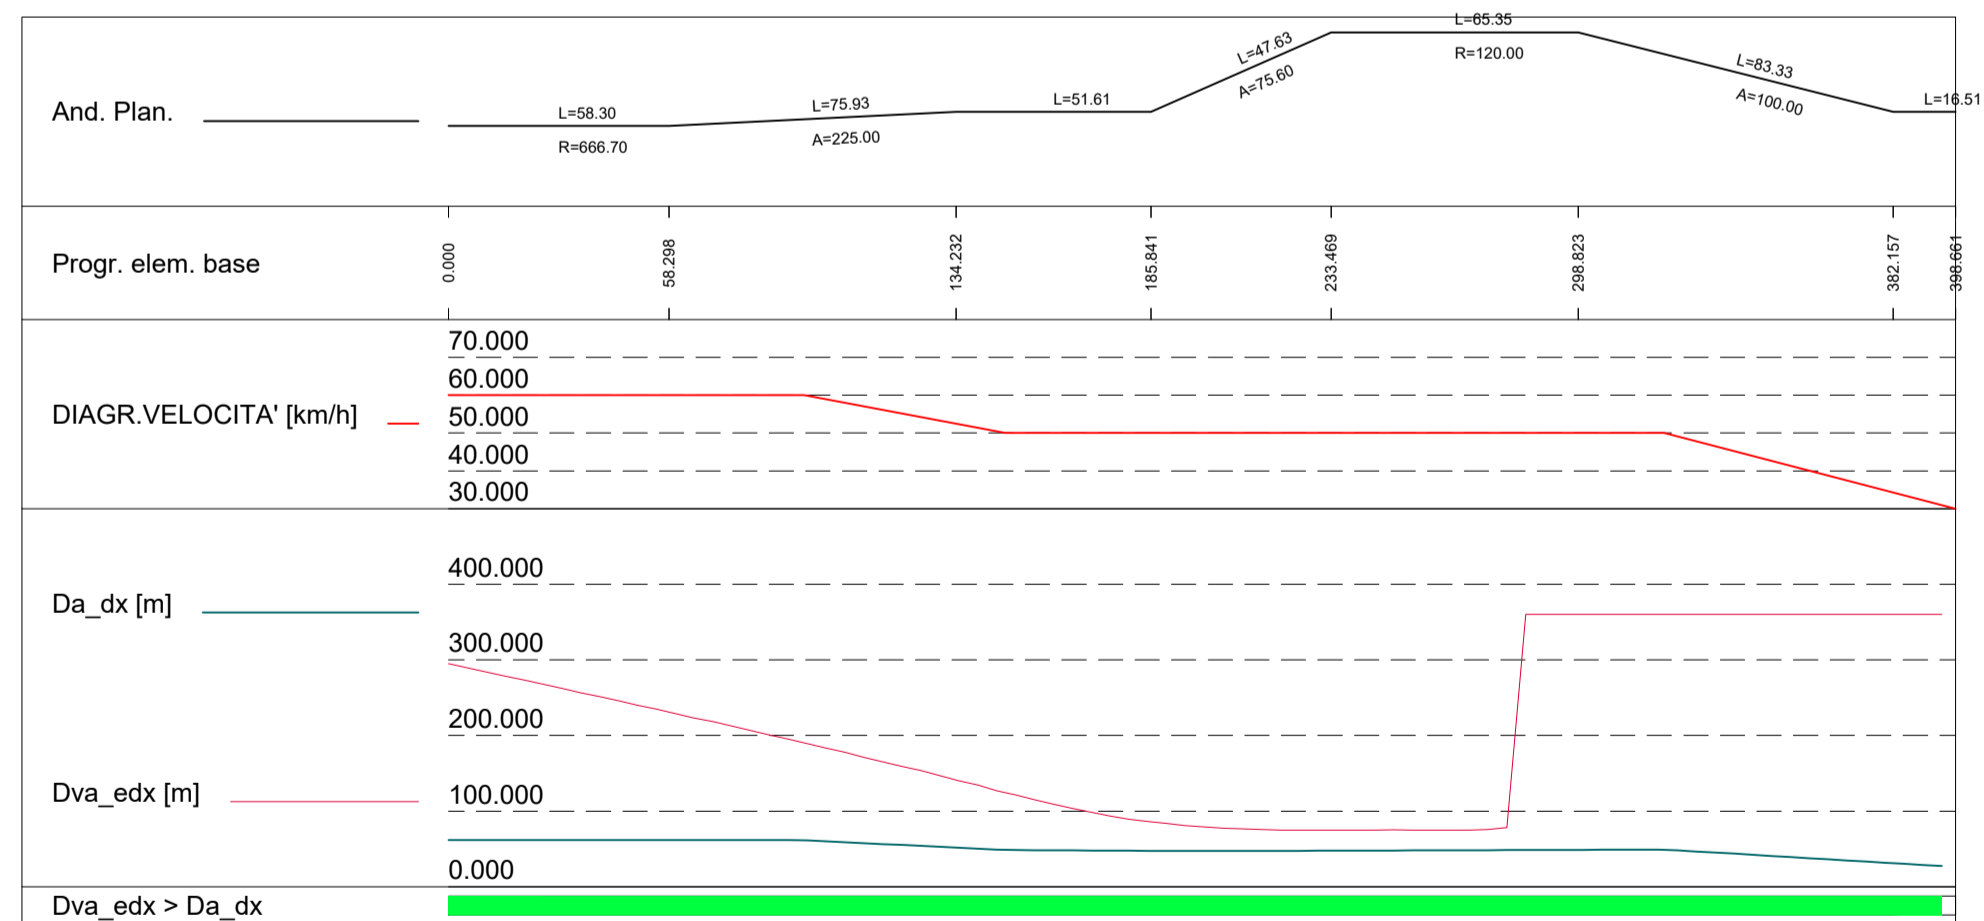 And. Plan.
L=58.30
R=666.70
L=75.93
A=225.00
L=51.61
L=47.63
A=75.60
L=65.35
R=120.00
L=83.33
A=100.00
L=16.51
Progr. elem. base
0.000
58.298
134.232
185.841
233.469
298.823
382.157
398.661
DIAGR.VELOCITA' [km/h]
70.000
60.000
50.000
40.000
30.000
Da_dx [m]
Dva_edx [m]
400.000
300.000
200.000
100.000
0.000
Dva_edx > Da_dx